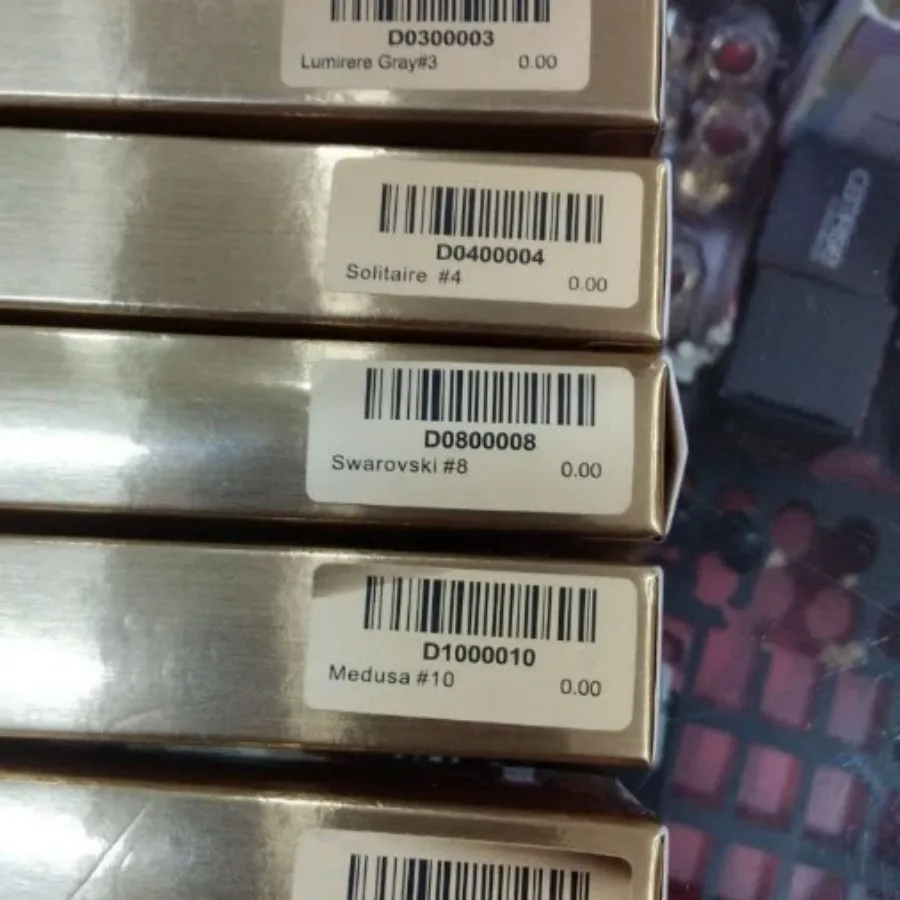 D0300003
Lumirere Gray#3 0.00
D0400004
Solitaire #4 0.00
D0800008
Swarovski #8 0.00
D1000010
Medusa #10 0.00